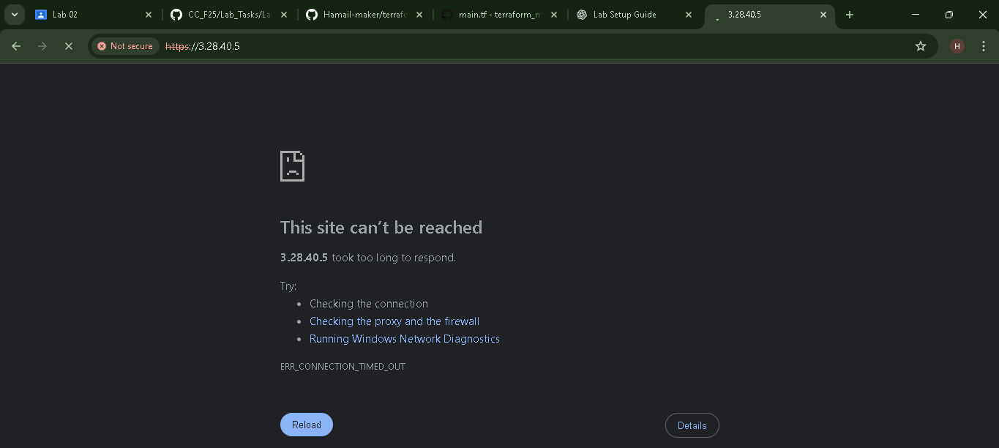 Lab 02
CC_F25/Lab_Tasks/La
Hamail-maker/terrafo
main.tf - terraform_m
Lab Setup Guide
3.28.40.5
Not secure
https://3.28.40.5
H
This site can't be reached
3.28.40.5 took too long to respond.
Try:
Checking the connection
Checking the proxy and the firewall
Running Windows Network Diagnostics
ERR_CONNECTION_TIMED_OUT
Reload
Details